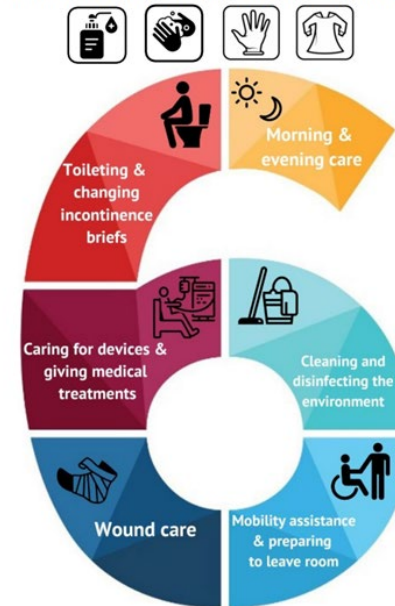 Morning &
evening care
Toileting &
changing
incontinence
briefs
Caring for devices &
giving medical
treatments
Cleaning and
disinfecting the
environment
Wound care
Mobility assistance
& preparing
to leave room